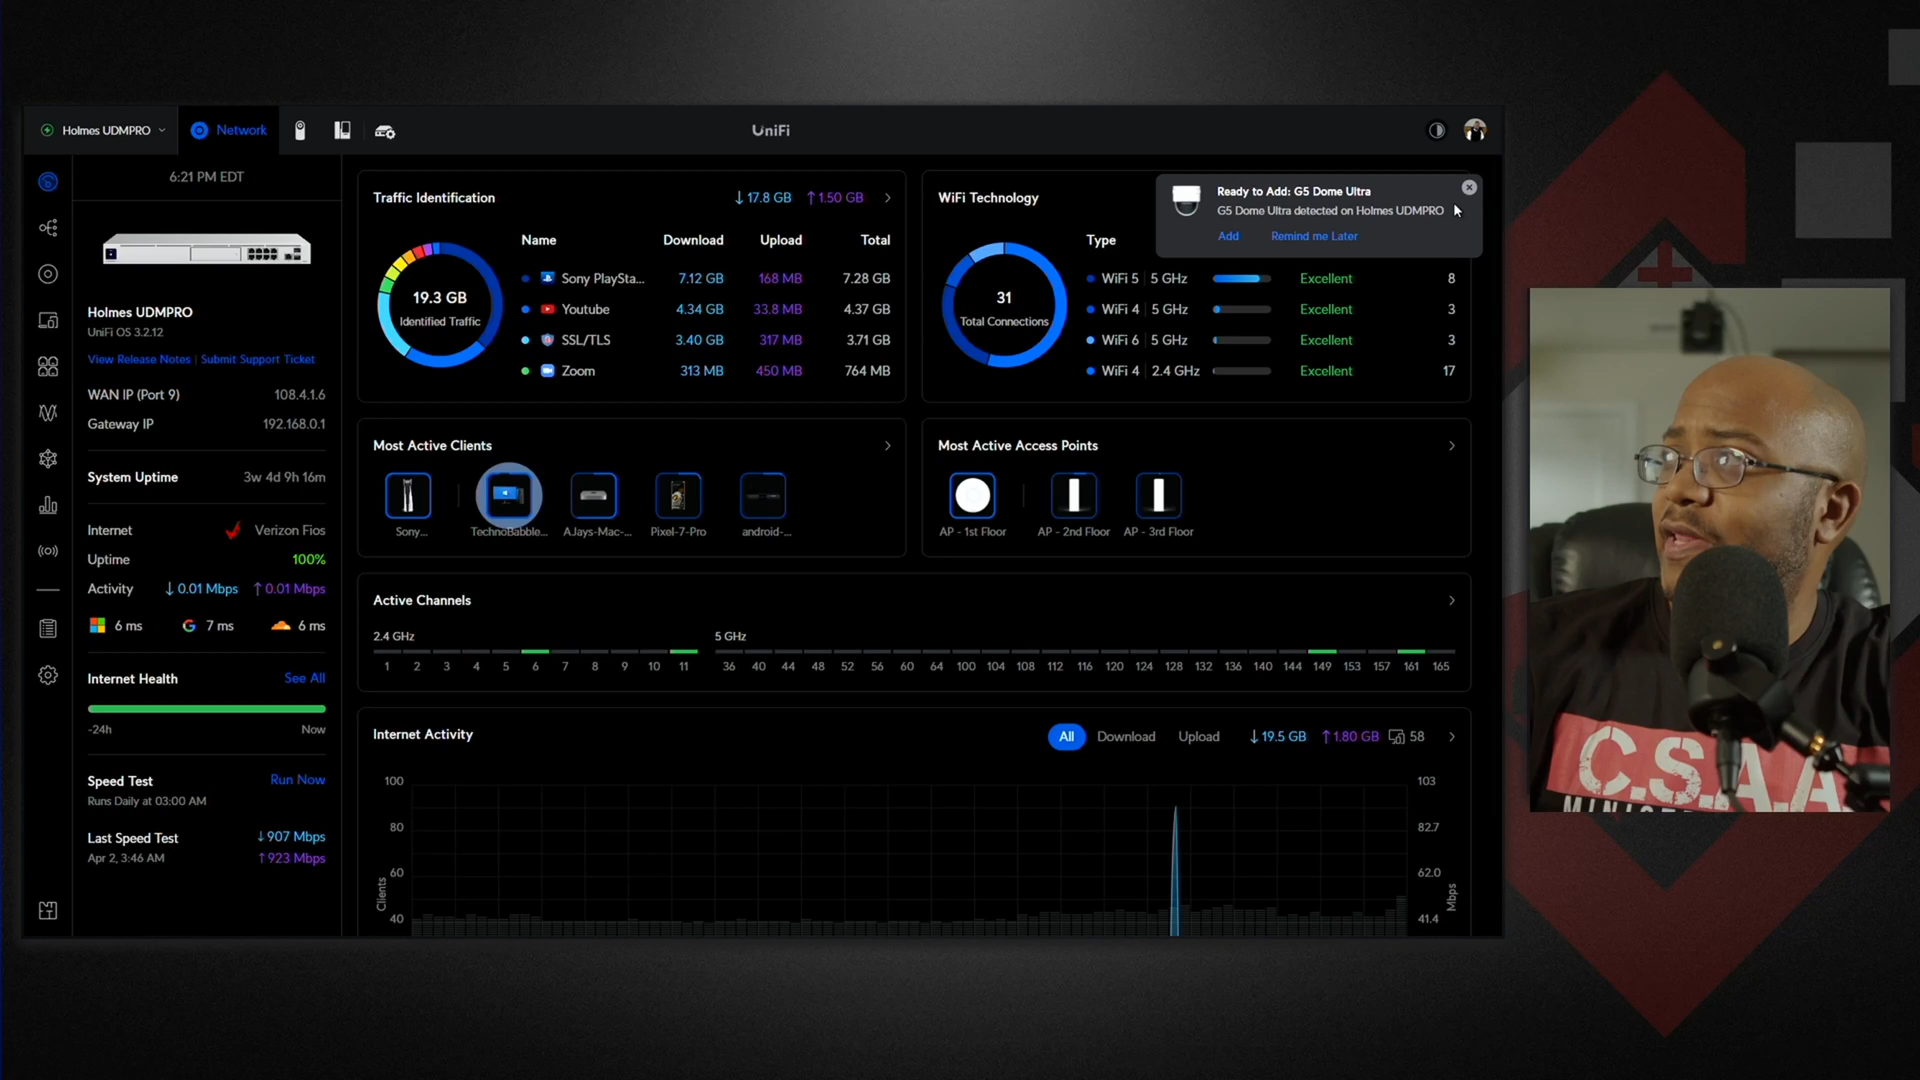 Holmes UDMPRO
Network
UniFi
6:21 PM EDT
Holmes UDMPRO
UniFi OS 3.2.12
View Release Notes | Submit Support Ticket
WAN IP (Port 9) 108.4.1.6
Gateway IP 192.168.0.1
System Uptime 3w 4d 9h 16m
Internet Verizon Fios
Uptime 100%
Activity ↓0.01 Mbps ↑0.01 Mbps
6 ms 7 ms 6 ms
Internet Health See All
-24h Now
Speed Test Run Now
Runs Daily at 03:00 AM
Last Speed Test ↓907 Mbps
Apr 2, 3:46 AM ↑923 Mbps
Traffic Identification ↓17.8 GB ↑1.50 GB
19.3 GB
Identified Traffic
Name Download Upload Total
Sony PlaySta... 7.12 GB 168 MB 7.28 GB
Youtube 4.34 GB 33.8 MB 4.37 GB
SSL/TLS 3.40 GB 317 MB 3.71 GB
Zoom 313 MB 450 MB 764 MB
WiFi Technology
31
Total Connections
Type
WiFi 5 | 5 GHz Excellent 8
WiFi 4 | 5 GHz Excellent 3
WiFi 6 | 5 GHz Excellent 3
WiFi 4 | 2.4 GHz Excellent 17
Ready to Add: G5 Dome Ultra
G5 Dome Ultra detected on Holmes UDMPRO
Add Remind me Later
Most Active Clients
Sony... TechnoBabble... AJays-Mac-... Pixel-7-Pro android-...
Most Active Access Points
AP - 1st Floor AP - 2nd Floor AP - 3rd Floor
Active Channels
2.4 GHz
1 2 3 4 5 6 7 8 9 10 11
5 GHz
36 40 44 48 52 56 60 64 100 104 108 112 116 120 124 128 132 136 140 144 149 153 157 161 165
Internet Activity
All Download Upload ↓19.5 GB ↑1.80 GB 58
100 103
80 82.7
60 62.0
40 41.4
Clients
Mbps
C.S.A.A